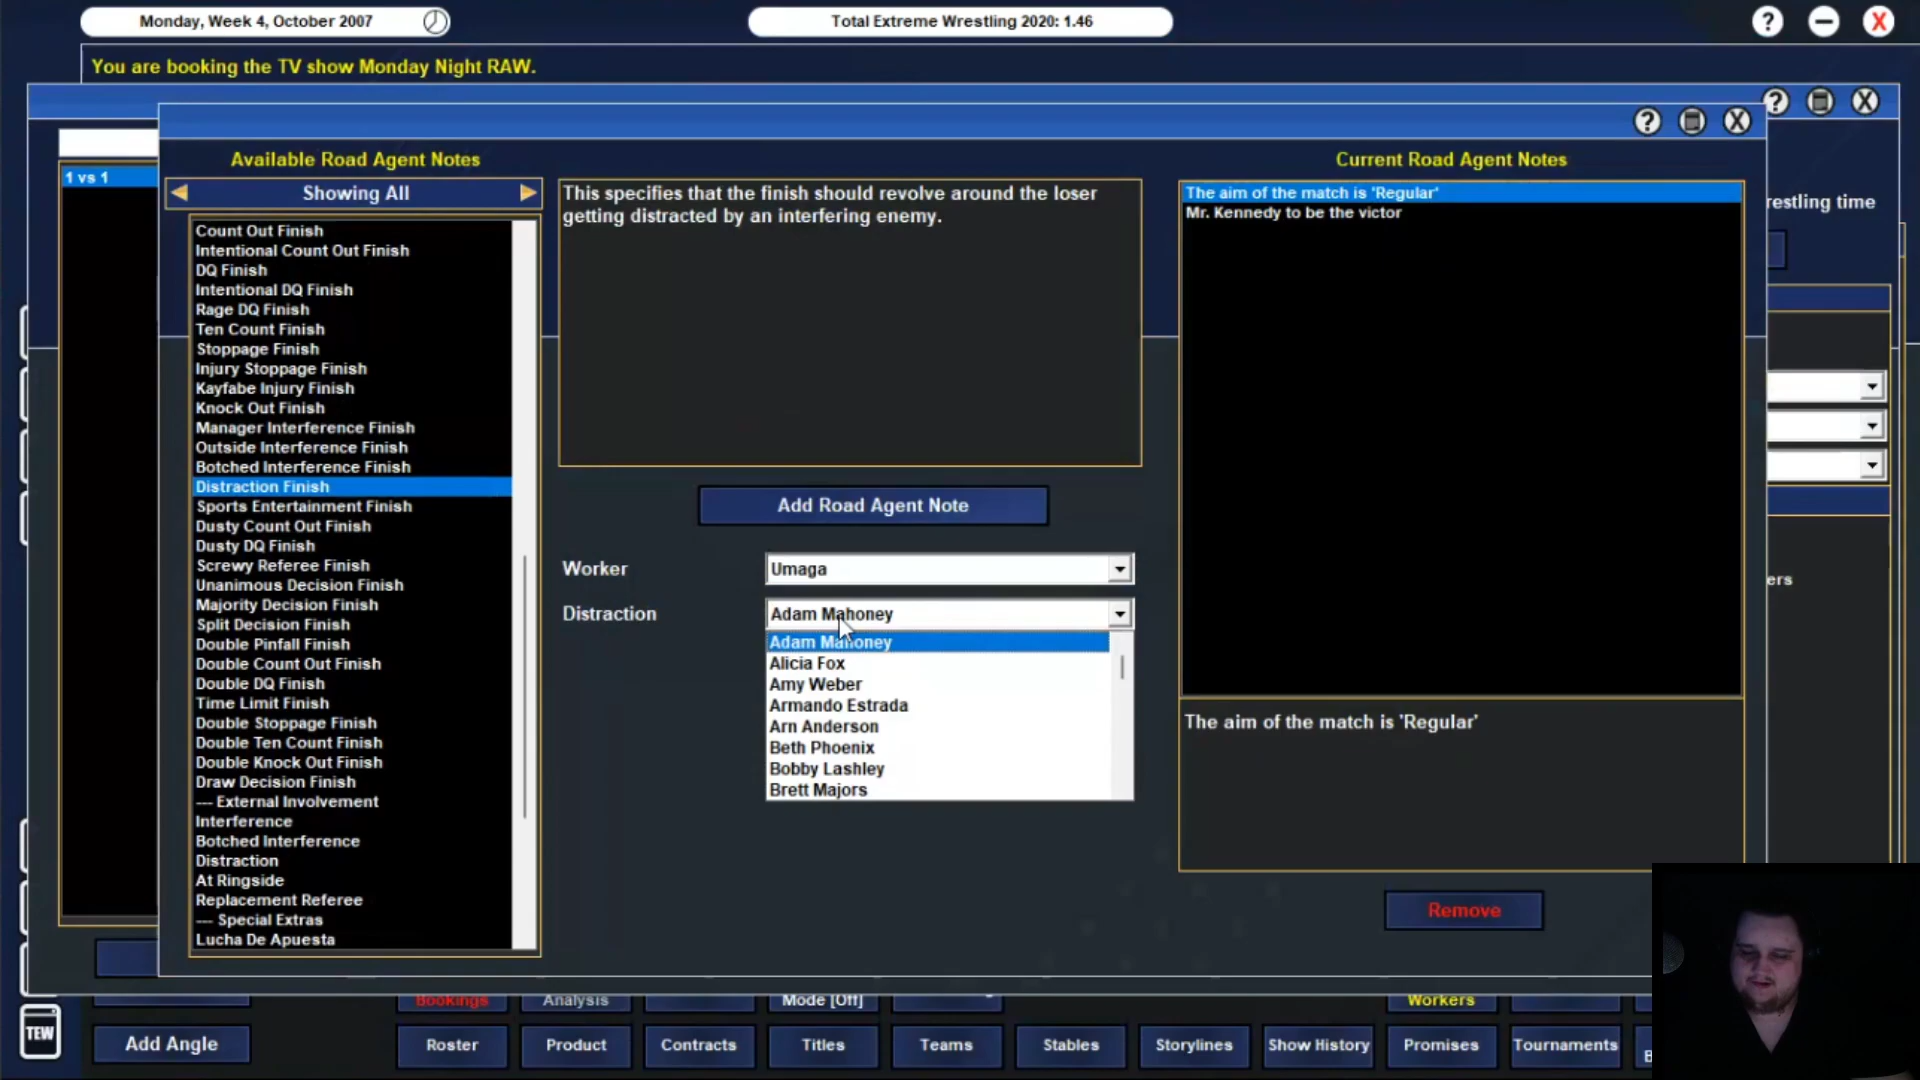 Monday, Week 4, October 2007
Total Extreme Wrestling 2020: 1.46
?
X
You are booking the TV show Monday Night RAW.
?
X
?
X
Available Road Agent Notes
Current Road Agent Notes
Showing All
1 vs 1
This specifies that the finish should revolve around the loser
getting distracted by an interfering enemy.
The aim of the match is 'Regular'
Mr. Kennedy to be the victor
restling time
Count Out Finish
Intentional Count Out Finish
DQ Finish
Intentional DQ Finish
Rage DQ Finish
Ten Count Finish
Stoppage Finish
Injury Stoppage Finish
Kayfabe Injury Finish
Knock Out Finish
Manager Interference Finish
Outside Interference Finish
Botched Interference Finish
Distraction Finish
Sports Entertainment Finish
Dusty Count Out Finish
Dusty DQ Finish
Screwy Referee Finish
Unanimous Decision Finish
Majority Decision Finish
Split Decision Finish
Double Pinfall Finish
Double Count Out Finish
Double DQ Finish
Time Limit Finish
Double Stoppage Finish
Double Ten Count Finish
Double Knock Out Finish
Draw Decision Finish
--- External Involvement
Interference
Botched Interference
Distraction
At Ringside
Replacement Referee
--- Special Extras
Lucha De Apuesta
Add Road Agent Note
Worker
Umaga
Distraction
Adam Mahoney
Adam Mahoney
Alicia Fox
Amy Weber
Armando Estrada
Arn Anderson
Beth Phoenix
Bobby Lashley
Brett Majors
ers
The aim of the match is 'Regular'
Remove
Bookings
Analysis
Mode [Off]
Workers
TEW
Add Angle
Roster
Product
Contracts
Titles
Teams
Stables
Storylines
Show History
Promises
Tournaments
B